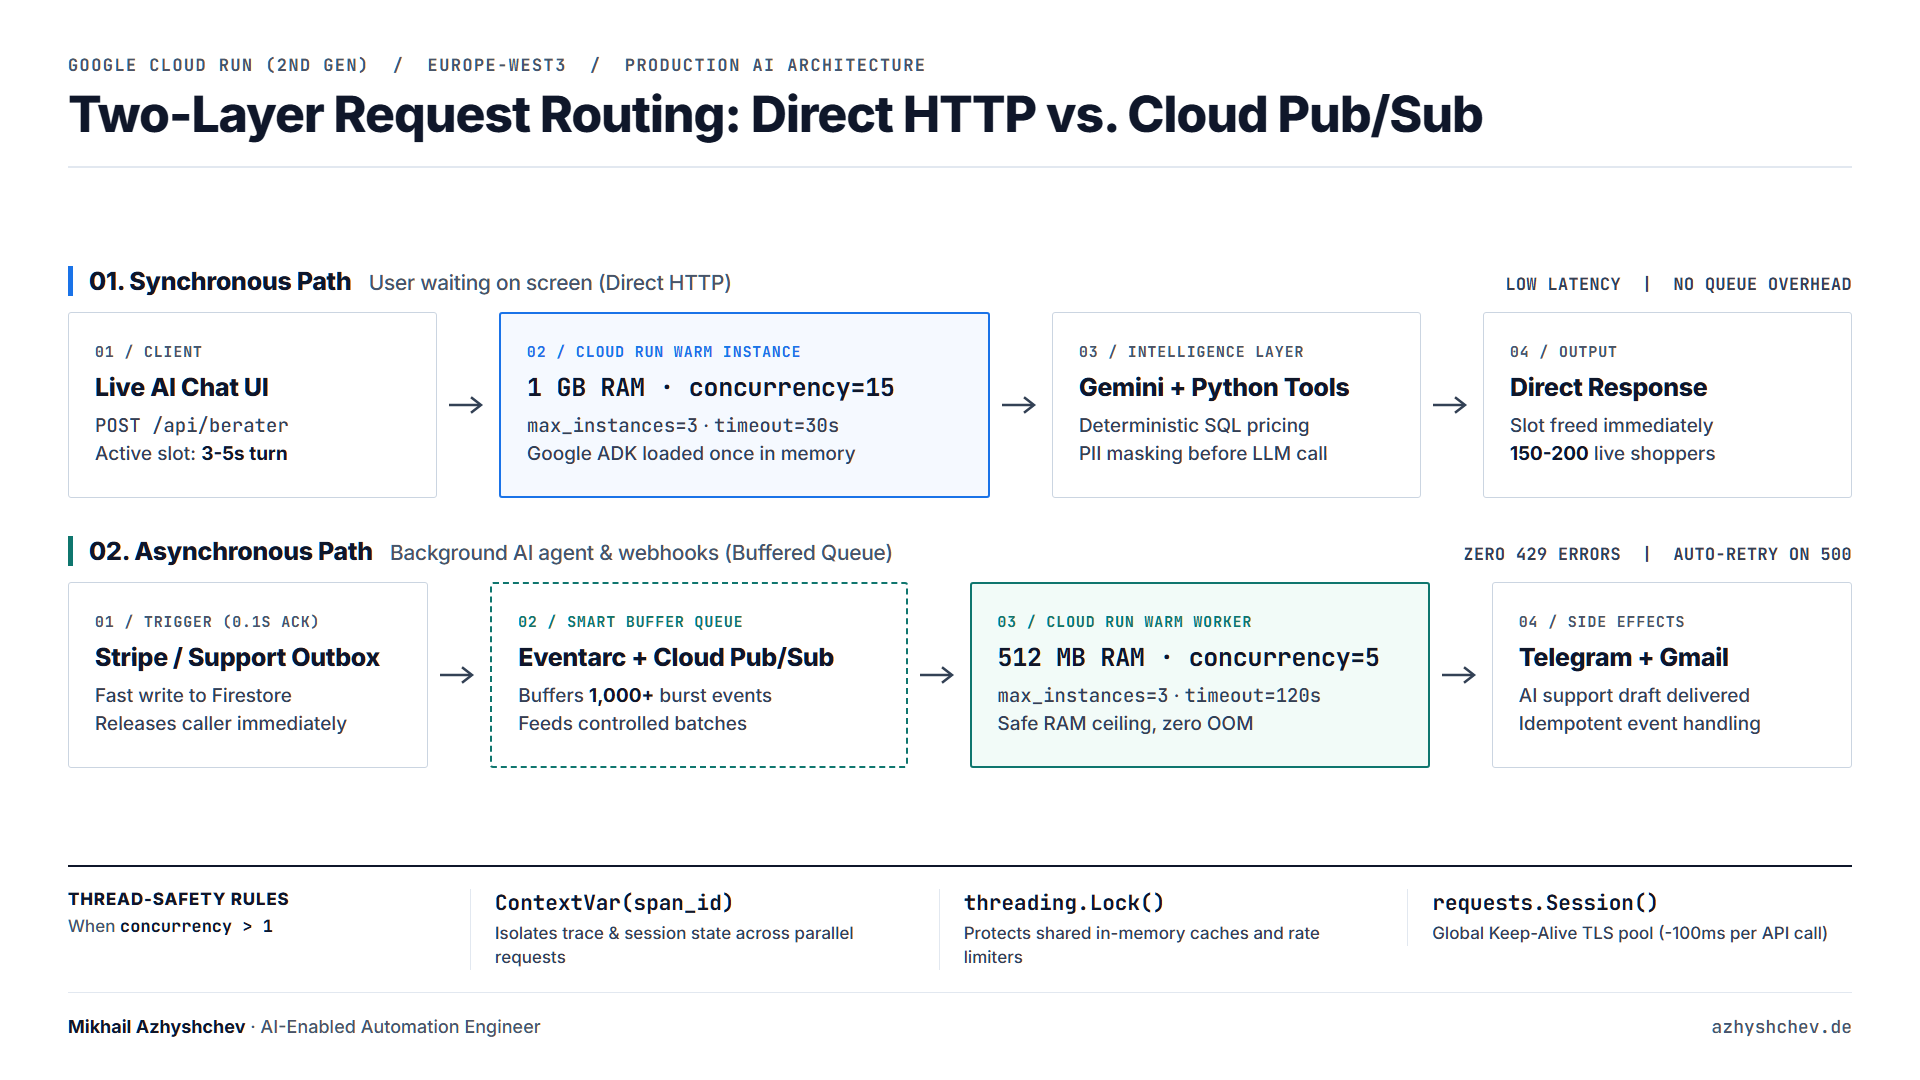 GOOGLE CLOUD RUN (2ND GEN) / EUROPE-WEST3 / PRODUCTION AI ARCHITECTURE
Two-Layer Request Routing: Direct HTTP vs. Cloud Pub/Sub
01. Synchronous Path User waiting on screen (Direct HTTP)
LOW LATENCY | NO QUEUE OVERHEAD
01 / CLIENT
Live AI Chat UI
POST /api/berater
Active slot: 3-5s turn
02 / CLOUD RUN WARM INSTANCE
1 GB RAM · concurrency=15
max_instances=3 · timeout=30s
Google ADK loaded once in memory
03 / INTELLIGENCE LAYER
Gemini + Python Tools
Deterministic SQL pricing
PII masking before LLM call
04 / OUTPUT
Direct Response
Slot freed immediately
150-200 live shoppers
02. Asynchronous Path Background AI agent & webhooks (Buffered Queue)
ZERO 429 ERRORS | AUTO-RETRY ON 500
01 / TRIGGER (0.1S ACK)
Stripe / Support Outbox
Fast write to Firestore
Releases caller immediately
02 / SMART BUFFER QUEUE
Eventarc + Cloud Pub/Sub
Buffers 1,000+ burst events
Feeds controlled batches
03 / CLOUD RUN WARM WORKER
512 MB RAM · concurrency=5
max_instances=3 · timeout=120s
Safe RAM ceiling, zero OOM
04 / SIDE EFFECTS
Telegram + Gmail
AI support draft delivered
Idempotent event handling
THREAD-SAFETY RULES
When concurrency > 1
ContextVar(span_id)
Isolates trace & session state across parallel
requests
threading.Lock()
Protects shared in-memory caches and rate
limiters
requests.Session()
Global Keep-Alive TLS pool (-100ms per API call)
Mikhail Azhyshchev · AI-Enabled Automation Engineer
azhyshchev.de